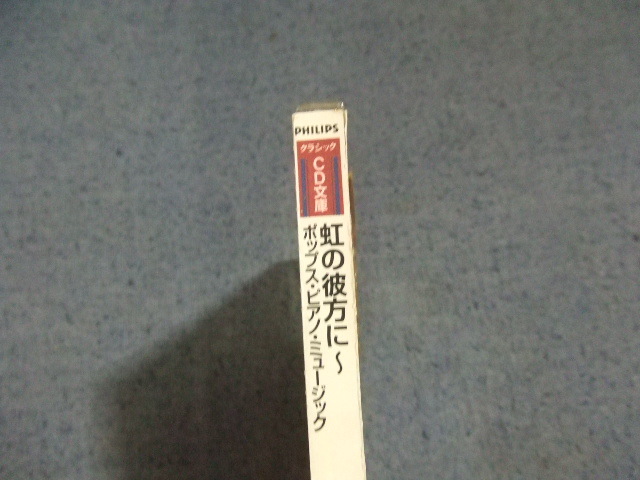 PHILIPS
クラシック
CD文庫
虹の彼方に～
ポップス・ピアノ・ミュージック